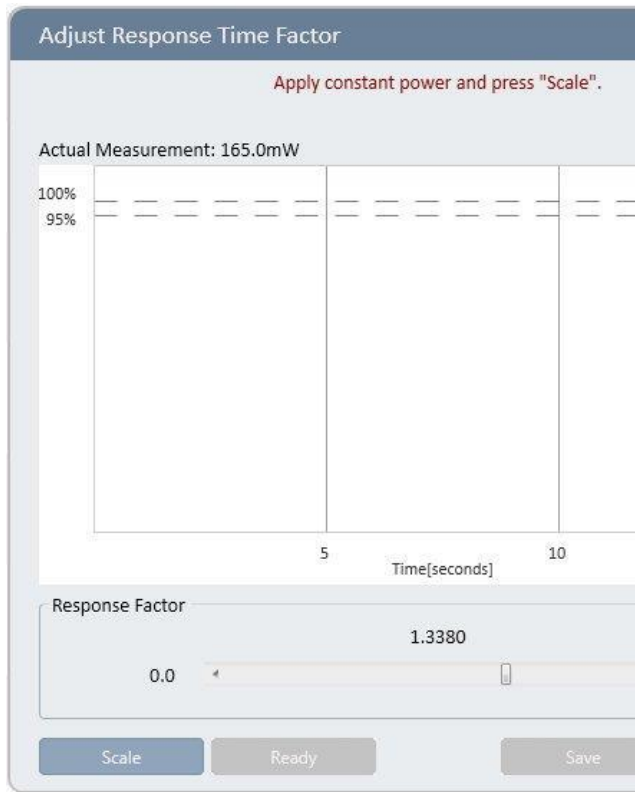 Adjust Response Time Factor
Apply constant power and press "Scale".
Actual Measurement: 165.0mW
100%
95%
5
10
Time[seconds]
Response Factor
1.3380
0.0
Scale
Ready
Save